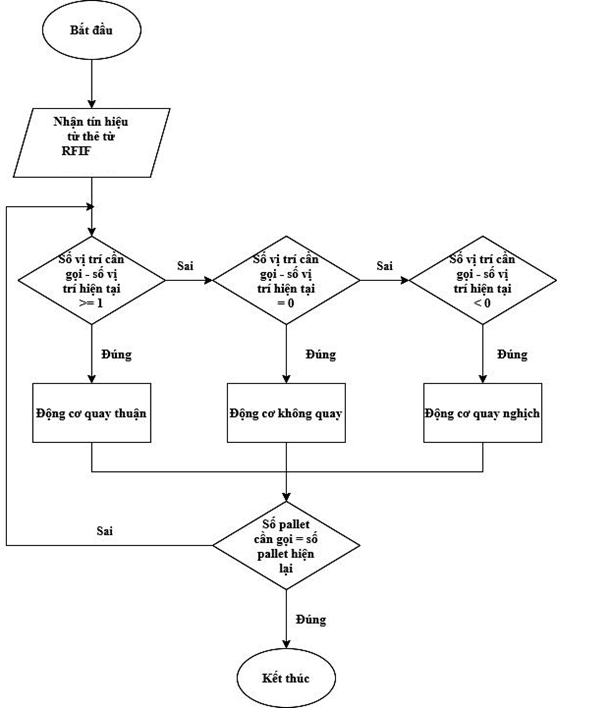 Bắt đầu
Nhận tín hiệu
từ thẻ từ
RFIF
Số vị trí cần
gọi - số vị
trí hiện tại
>= 1
Sai
Số vị trí cần
gọi - số vị
trí hiện tại
= 0
Sai
Số vị trí cần
gọi - số vị
trí hiện tại
< 0
Đúng
Đúng
Đúng
Động cơ quay thuận
Động cơ không quay
Động cơ quay nghịch
Sai
Số pallet
cần gọi = số
pallet hiện
lại
Đúng
Kết thúc